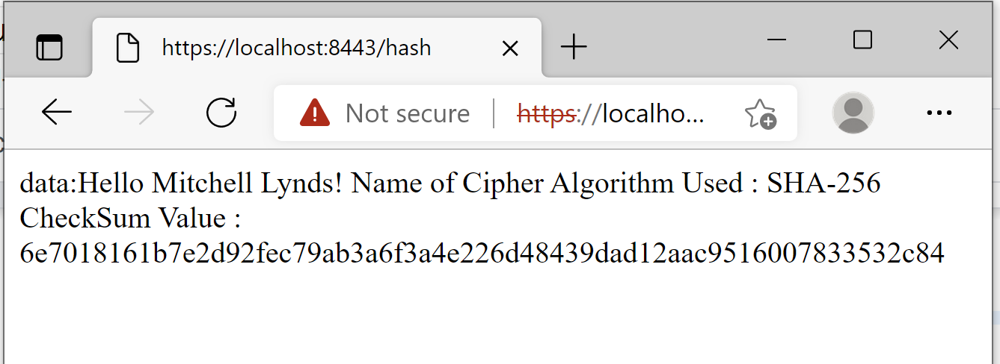 https://localhost:8443/hash
Not secure | https://localho...
data:Hello Mitchell Lynds! Name of Cipher Algorithm Used : SHA-256
CheckSum Value :
6e7018161b7e2d92fec79ab3a6f3a4e226d48439dad12aac9516007833532c84